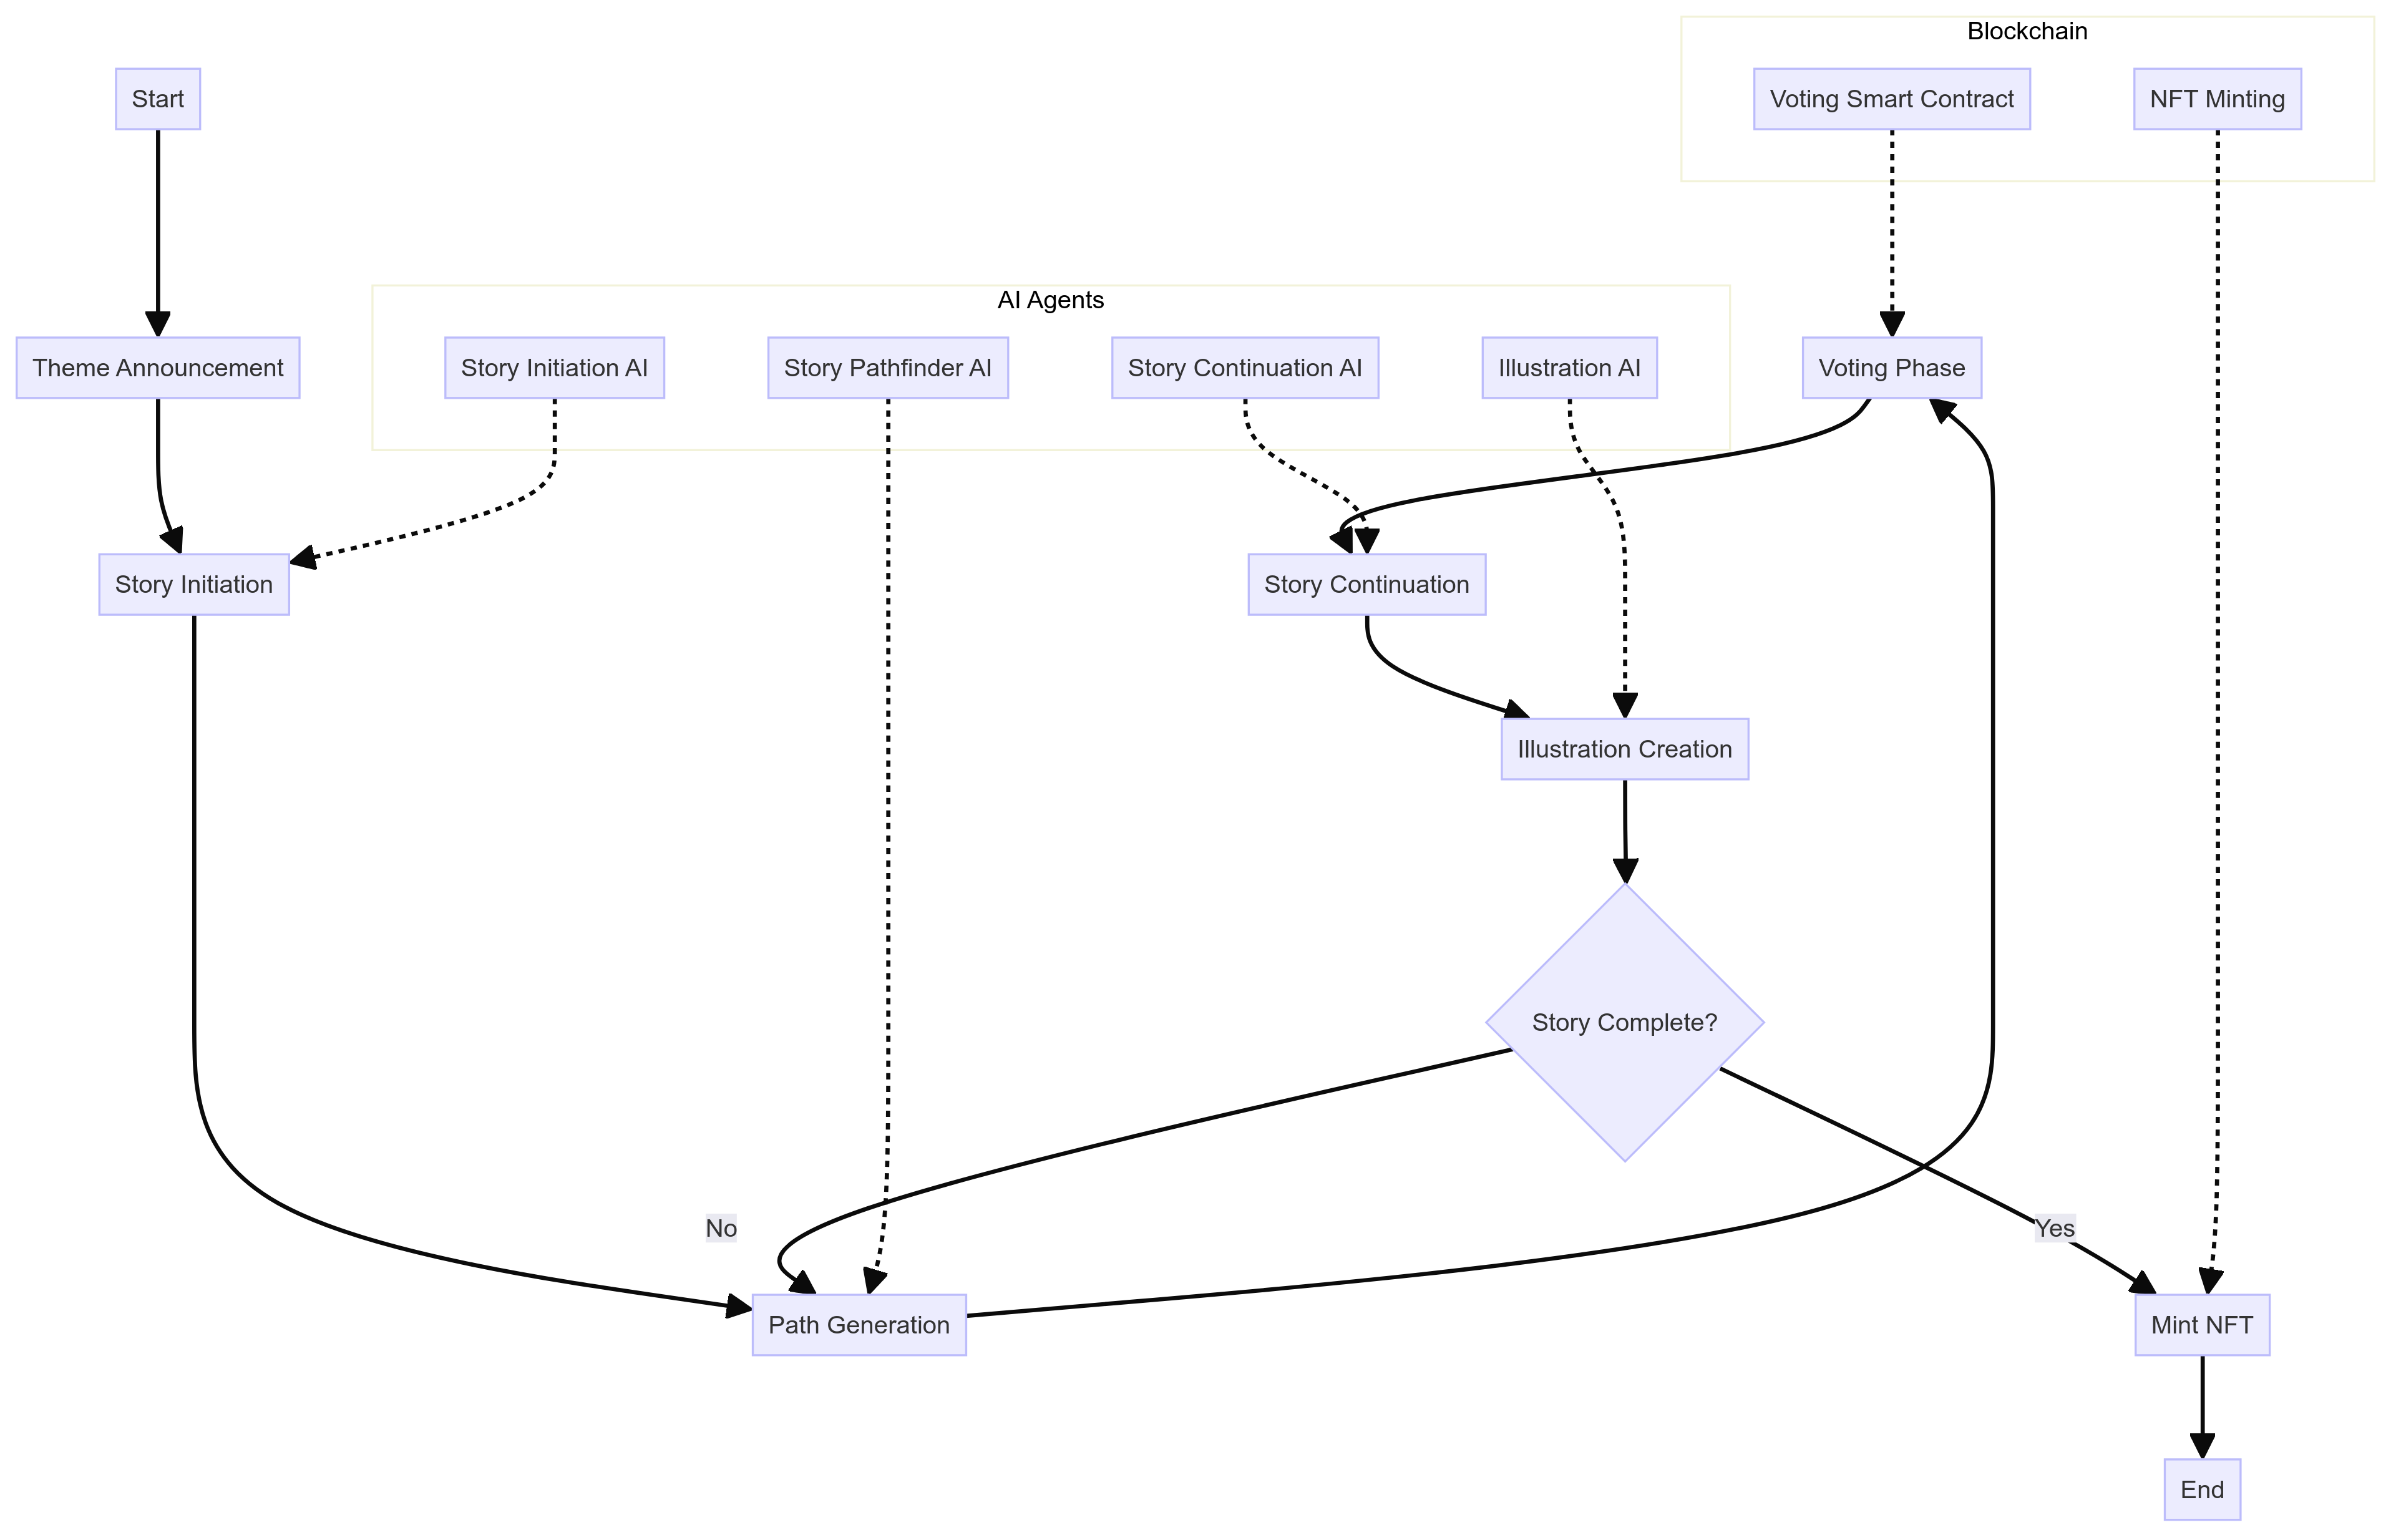 Blockchain
Start
Voting Smart Contract
NFT Minting
AI Agents
Theme Announcement
Story Initiation AI
Story Pathfinder AI
Story Continuation AI
Illustration AI
Voting Phase
Story Initiation
Story Continuation
Illustration Creation
Story Complete?
No
Yes
Path Generation
Mint NFT
End